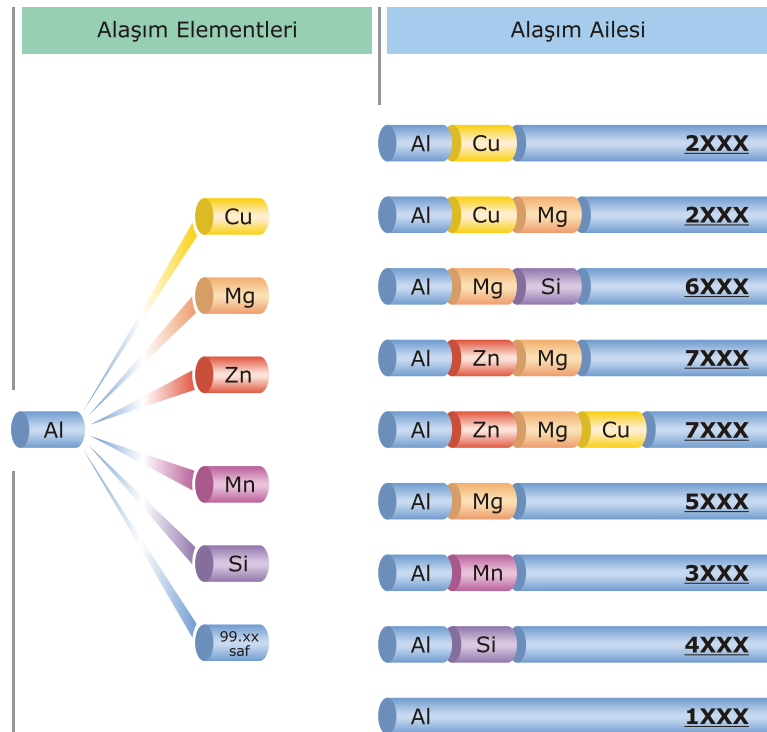 Alaşım Elementleri
Alaşım Ailesi
Al
Cu
Mg
Zn
Mn
Si
99.xx
saf
Al Cu 2XXX
Al Cu Mg 2XXX
Al Mg Si 6XXX
Al Zn Mg 7XXX
Al Zn Mg Cu 7XXX
Al Mg 5XXX
Al Mn 3XXX
Al Si 4XXX
Al 1XXX